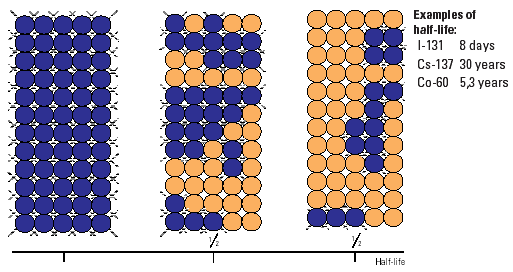 Examples of
half-life:
I-131 8 days
Cs-137 30 years
Co-60 5,3 years
1/2
1/2
Half-life